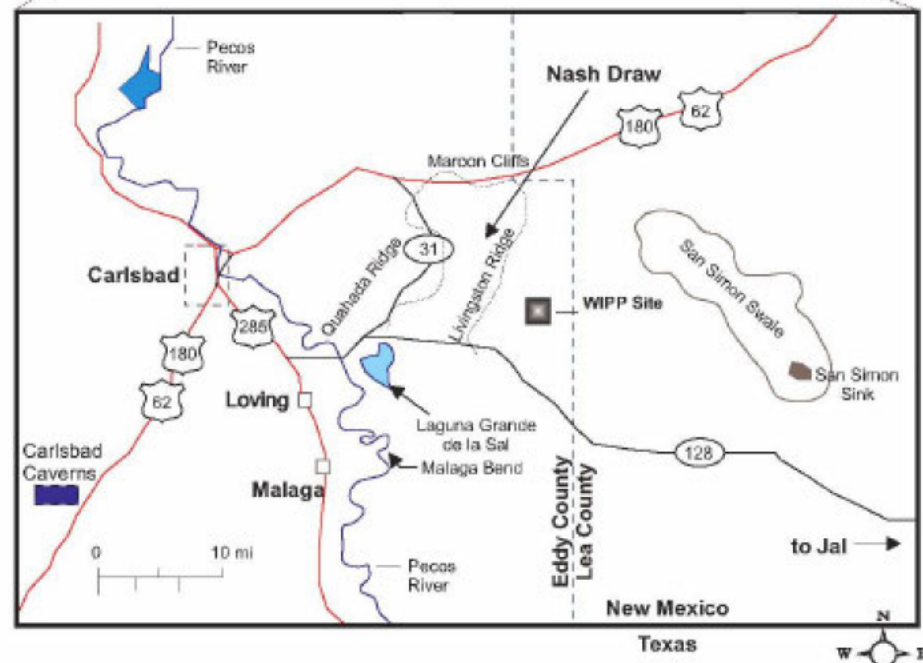 Pecos
River
Nash Draw
62
180
Maroon Cliffs
31
Quahada Ridge
Livingston Ridge
San Simon Swale
Carlsbad
WIPP Site
285
180
62
San Simon
Sink
Loving
Laguna Grande
de la Sal
Malaga Bend
128
Carlsbad
Caverns
Malaga
0 10 mi
Eddy County
Lea County
to Jal
Pecos
River
New Mexico
Texas
N
W